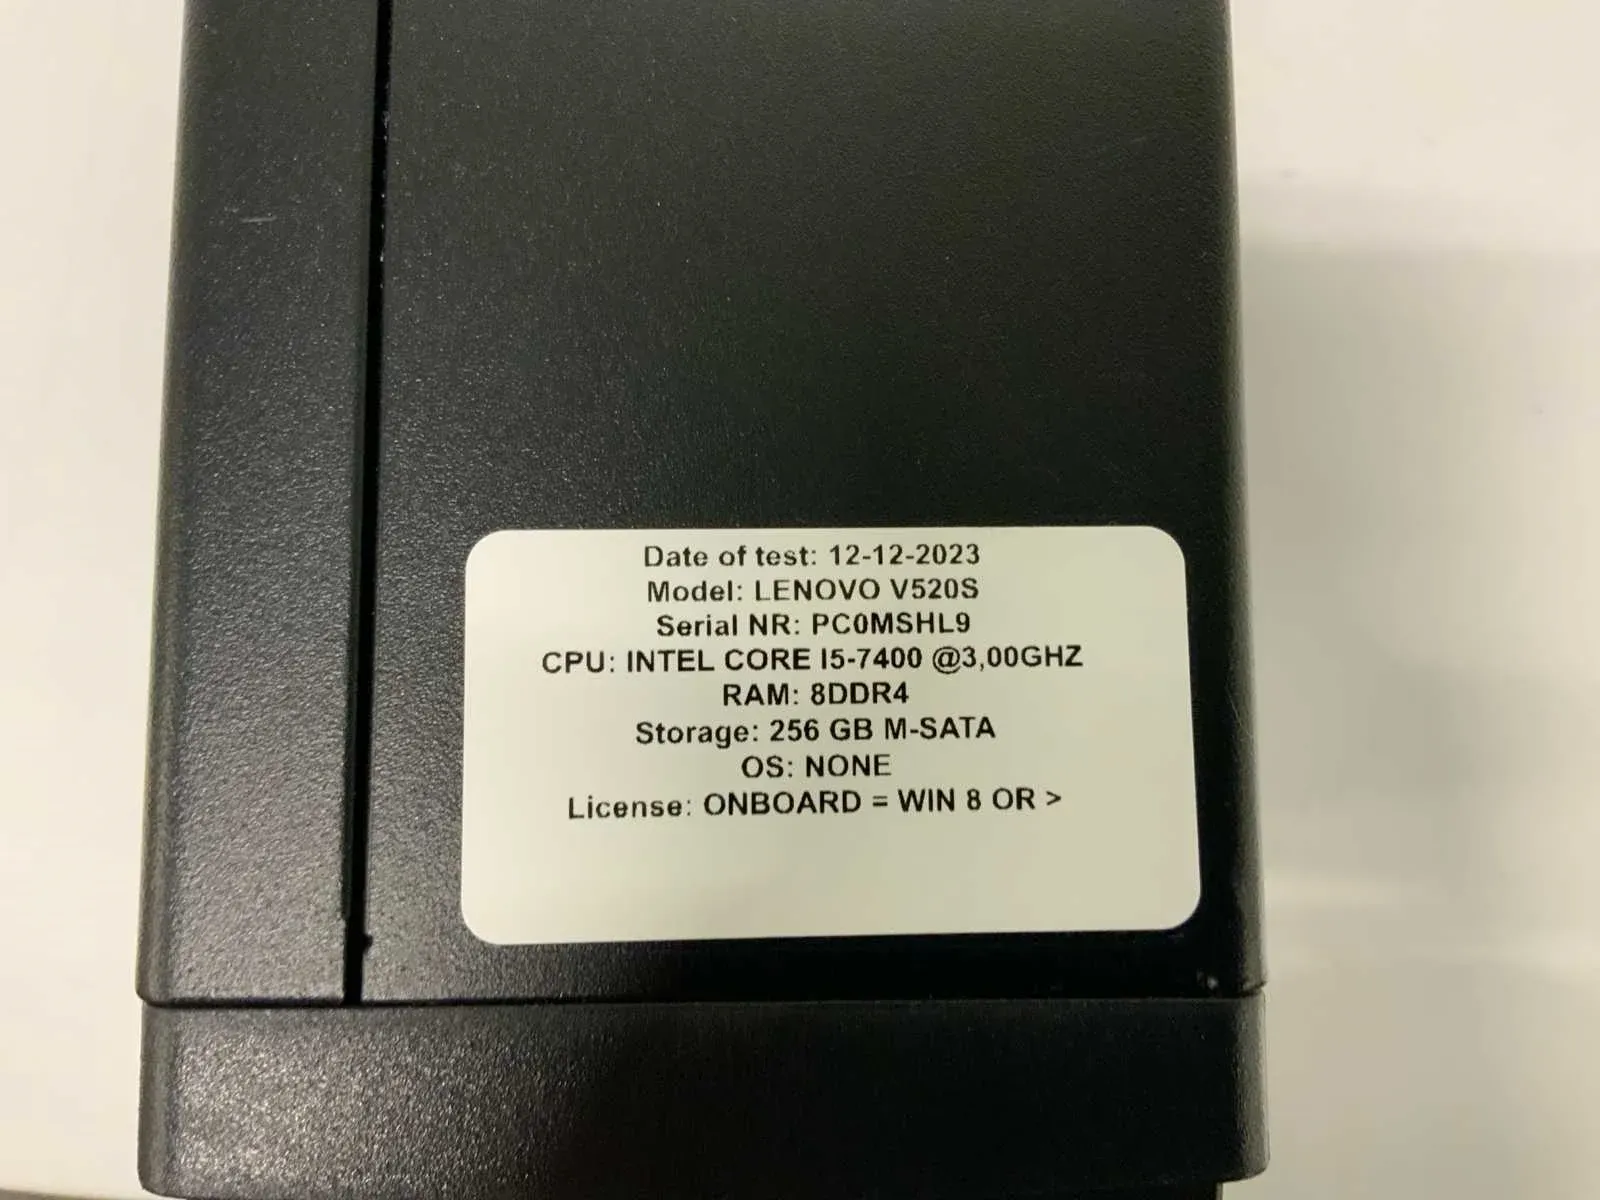 Date of test: 12-12-2023
Model: LENOVO V520S
Serial NR: PC0MSHL9
CPU: INTEL CORE I5-7400 @3,00GHZ
RAM: 8DDR4
Storage: 256 GB M-SATA
OS: NONE
License: ONBOARD = WIN 8 OR >